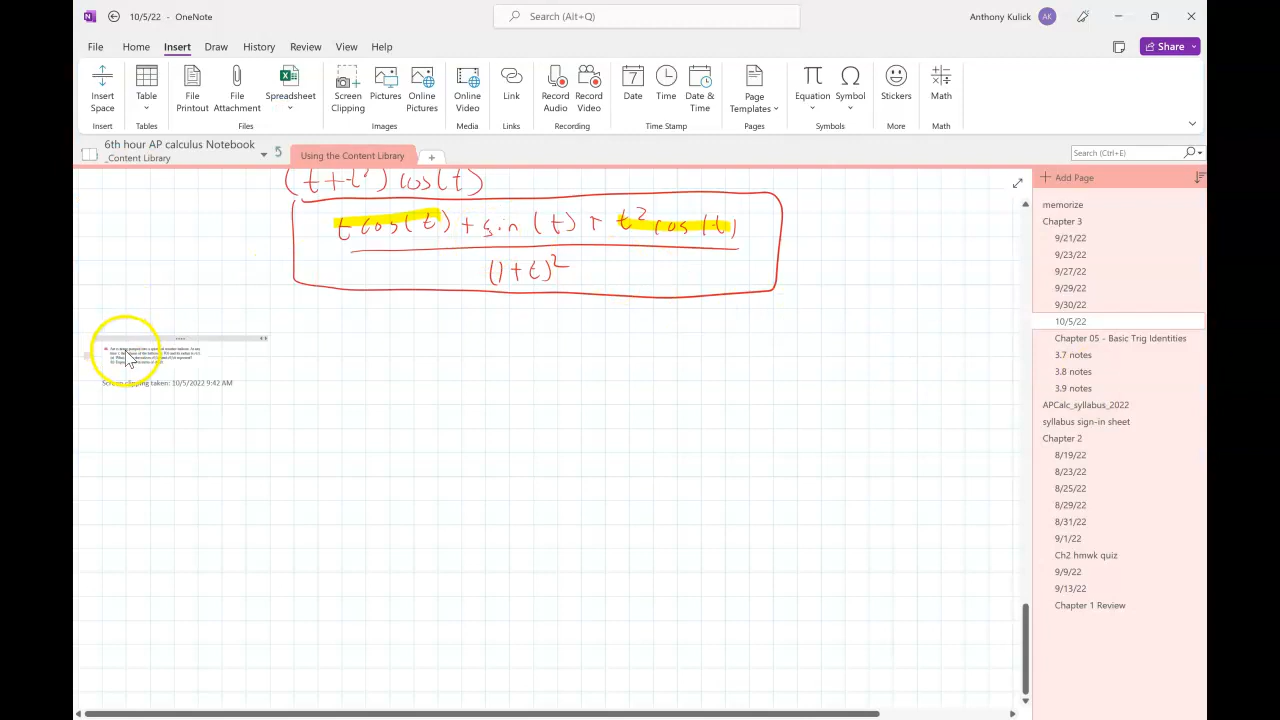 10/5/22 - OneNote
Search (Alt+Q)
Anthony Kulick
AK
File Home Insert Draw History Review View Help
Share
Insert Space
Table
File Printout
File Attachment
Spreadsheet
Screen Clipping
Pictures
Online Pictures
Online Video
Link
Record Audio
Record Video
Date
Time
Date & Time
Page Templates
Equation
Symbol
Stickers
Math
Insert
Tables
Files
Images
Media
Links
Recording
Time Stamp
Pages
Symbols
More
Math
6th hour AP calculus Notebook
_Content Library
Using the Content Library
Search (Ctrl+E)
Add Page
memorize
Chapter 3
9/21/22
9/23/22
9/27/22
9/29/22
9/30/22
10/5/22
Chapter 05 - Basic Trig Identities
3.7 notes
3.8 notes
3.9 notes
APCalc_syllabus_2022
syllabus sign-in sheet
Chapter 2
8/19/22
8/23/22
8/25/22
8/29/22
8/31/22
9/1/22
Ch2 hmwk quiz
9/9/22
9/13/22
Chapter 1 Review
(t+t²) cos(t)
t cos(t) + sin(t) + t² cos(t)
(1+t)²
Screen clipping taken: 10/5/2022 9:42 AM